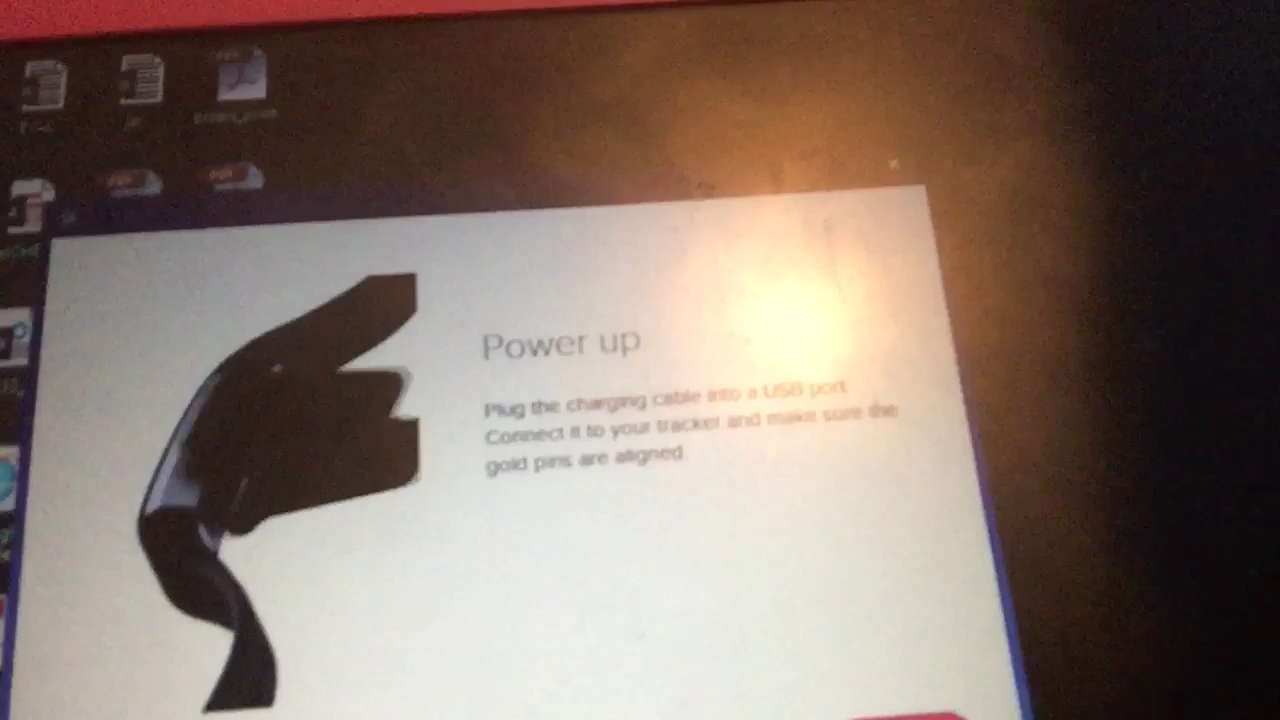 Power up
Plug the charging cable into a USB port
Connect it to your tracker and make sure the
gold pins are aligned.